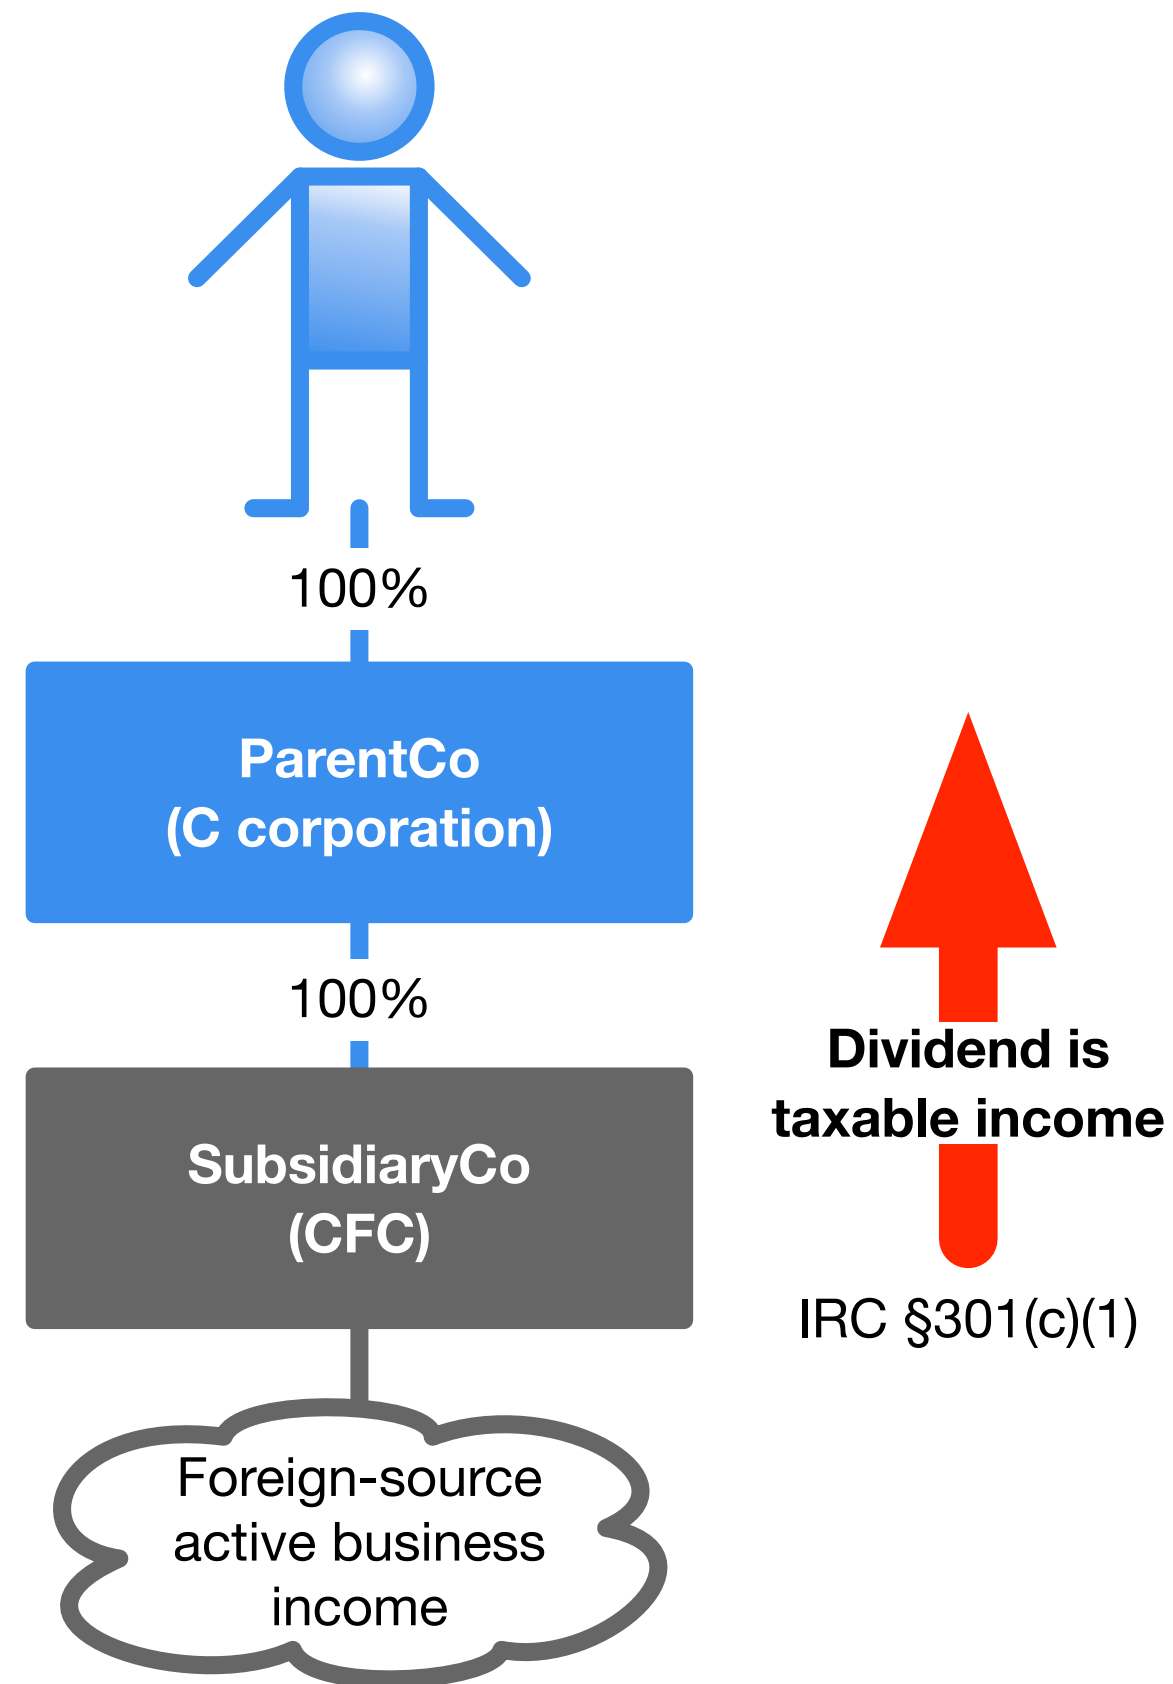 100%
ParentCo
(C corporation)
100%
SubsidiaryCo
(CFC)
Dividend is
taxable income
IRC §301(c)(1)
Foreign-source
active business
income